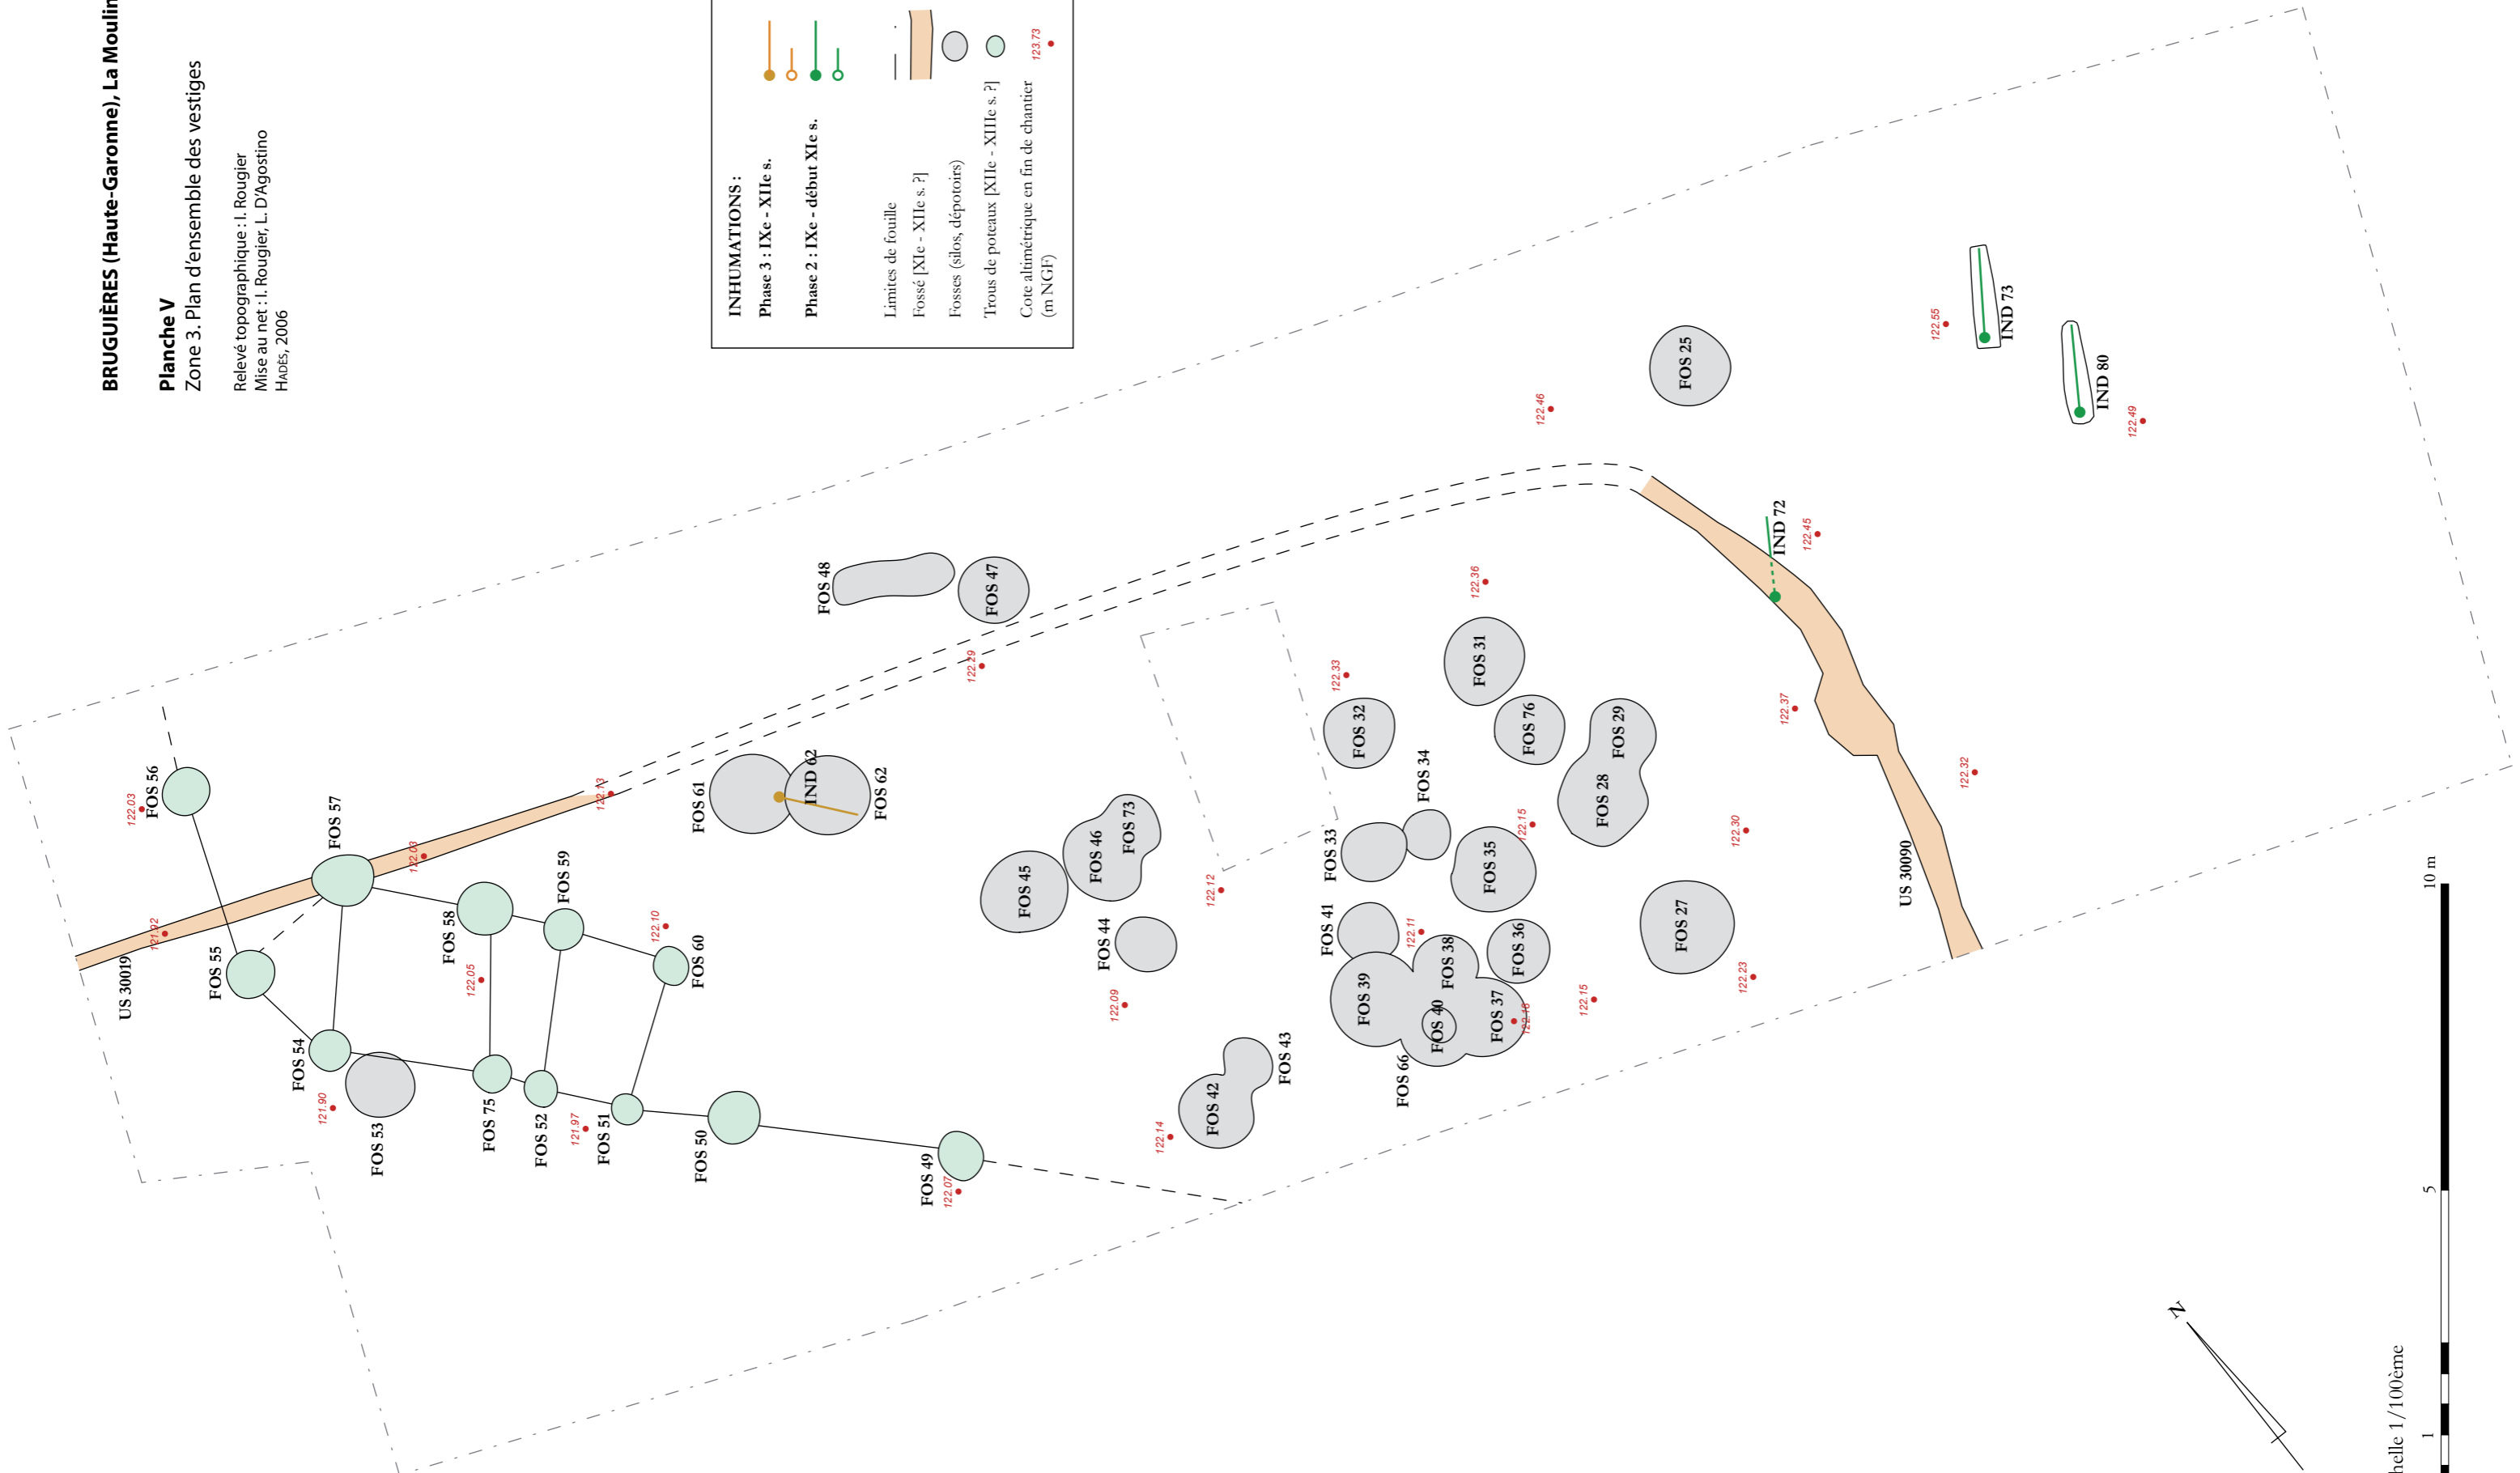 BRUGUIÈRES (Haute-Garonne), La Moulin
Planche V
Zone 3. Plan d'ensemble des vestiges
Relevé topographique : I. Rougier
Mise au net : I. Rougier, L. D'Agostino
HADÈS, 2006
INHUMATIONS :
Phase 3 : IXe - XIIe s.
Phase 2 : IXe - début XIe s.
Limites de fouille
Fossé [XIe - XIIe s. ?]
Fosses (silos, dépotoirs)
Trous de poteaux [XIIe - XIIIe s. ?]
Cote altimétrique en fin de chantier
(m NGF)
123.73
US 30019
121.92
122.03
FOS 56
FOS 55
FOS 57
FOS 54
121.90
FOS 53
122.03
FOS 58
122.05
FOS 75
FOS 59
FOS 52
121.97
FOS 51
122.13
122.10
FOS 60
FOS 50
FOS 61
IND 62
FOS 62
FOS 48
FOS 47
122.29
FOS 49
122.07
FOS 45
FOS 46
FOS 73
FOS 44
122.09
122.14
FOS 42
FOS 43
122.12
122.33
FOS 32
122.36
FOS 31
FOS 76
FOS 34
FOS 33
FOS 29
FOS 28
FOS 35
122.15
FOS 41
122.11
FOS 39
FOS 38
FOS 36
FOS 40
FOS 37
122.16
FOS 66
122.15
FOS 27
122.23
122.30
122.37
122.46
FOS 25
IND 72
122.45
US 30090
122.32
122.55
IND 73
IND 80
122.49
N
helle 1/100ème
1
5
10 m